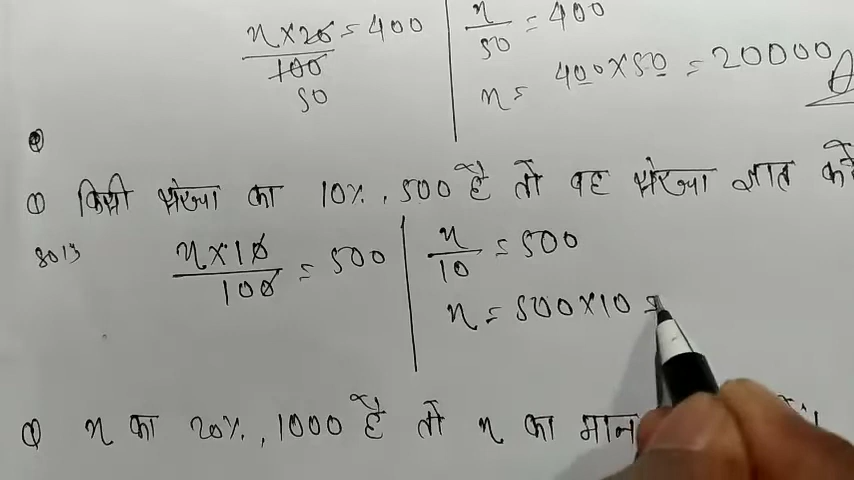 x×20/100 = 400 | x/50 = 400
50 | x = 400×50 = 20000
Q किसी संख्या का 10%, 500 है तो वह संख्या ज्ञात करें
x×10/100 = 500 | x/10 = 500
x = 500×10 =
Q x का 20%, 1000 है तो x का मान